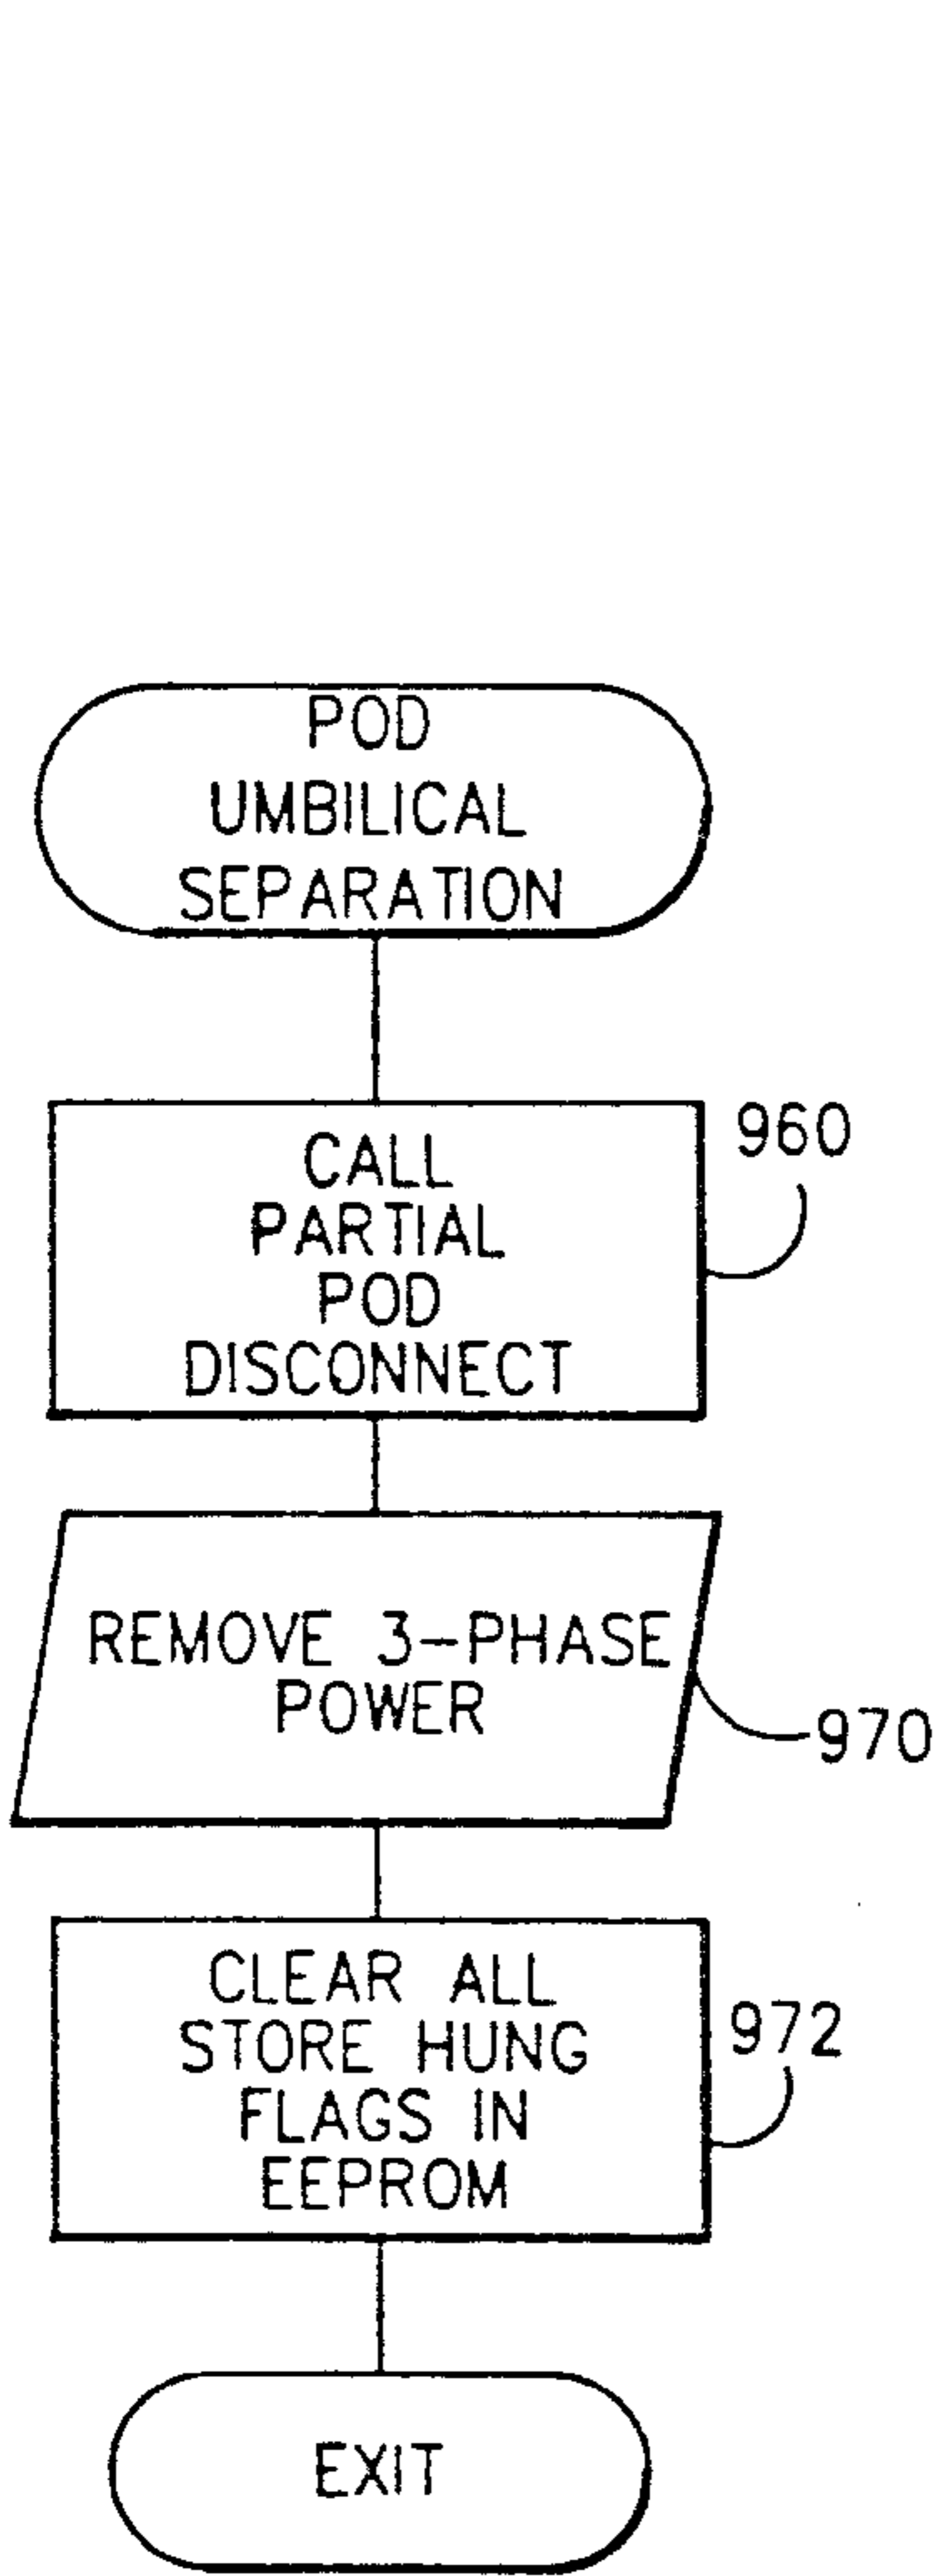 POD
UMBILICAL
SEPARATION
CALL
PARTIAL
POD
DISCONNECT
960
REMOVE 3-PHASE
POWER
970
CLEAR ALL
STORE HUNG
FLAGS IN
EEPROM
972
EXIT